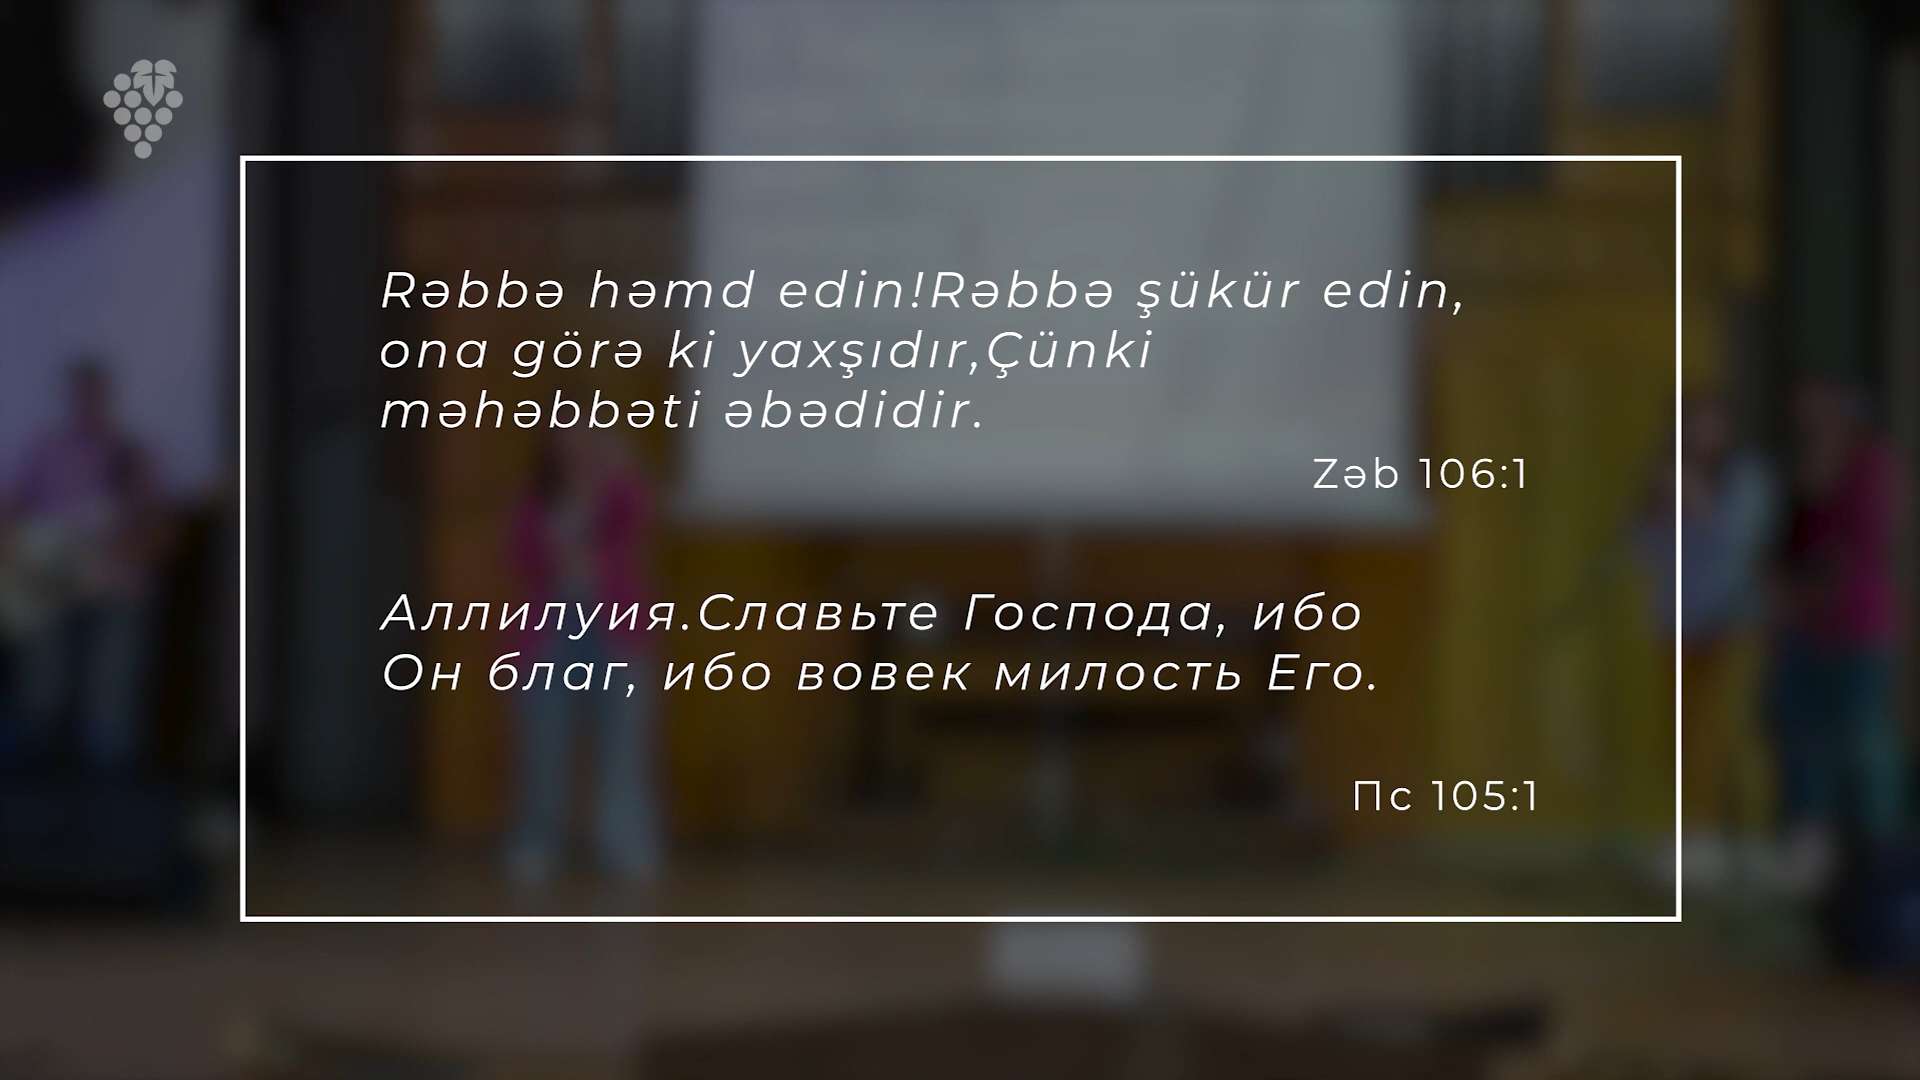 Rəbbə həmd edin!Rəbbə şükür edin,
ona görə ki yaxşıdır,Çünki
məhəbbəti əbədidir.
Zəb 106:1
Аллилуия.Славьте Господа, ибо
Он благ, ибо вовек милость Его.
Пс 105:1